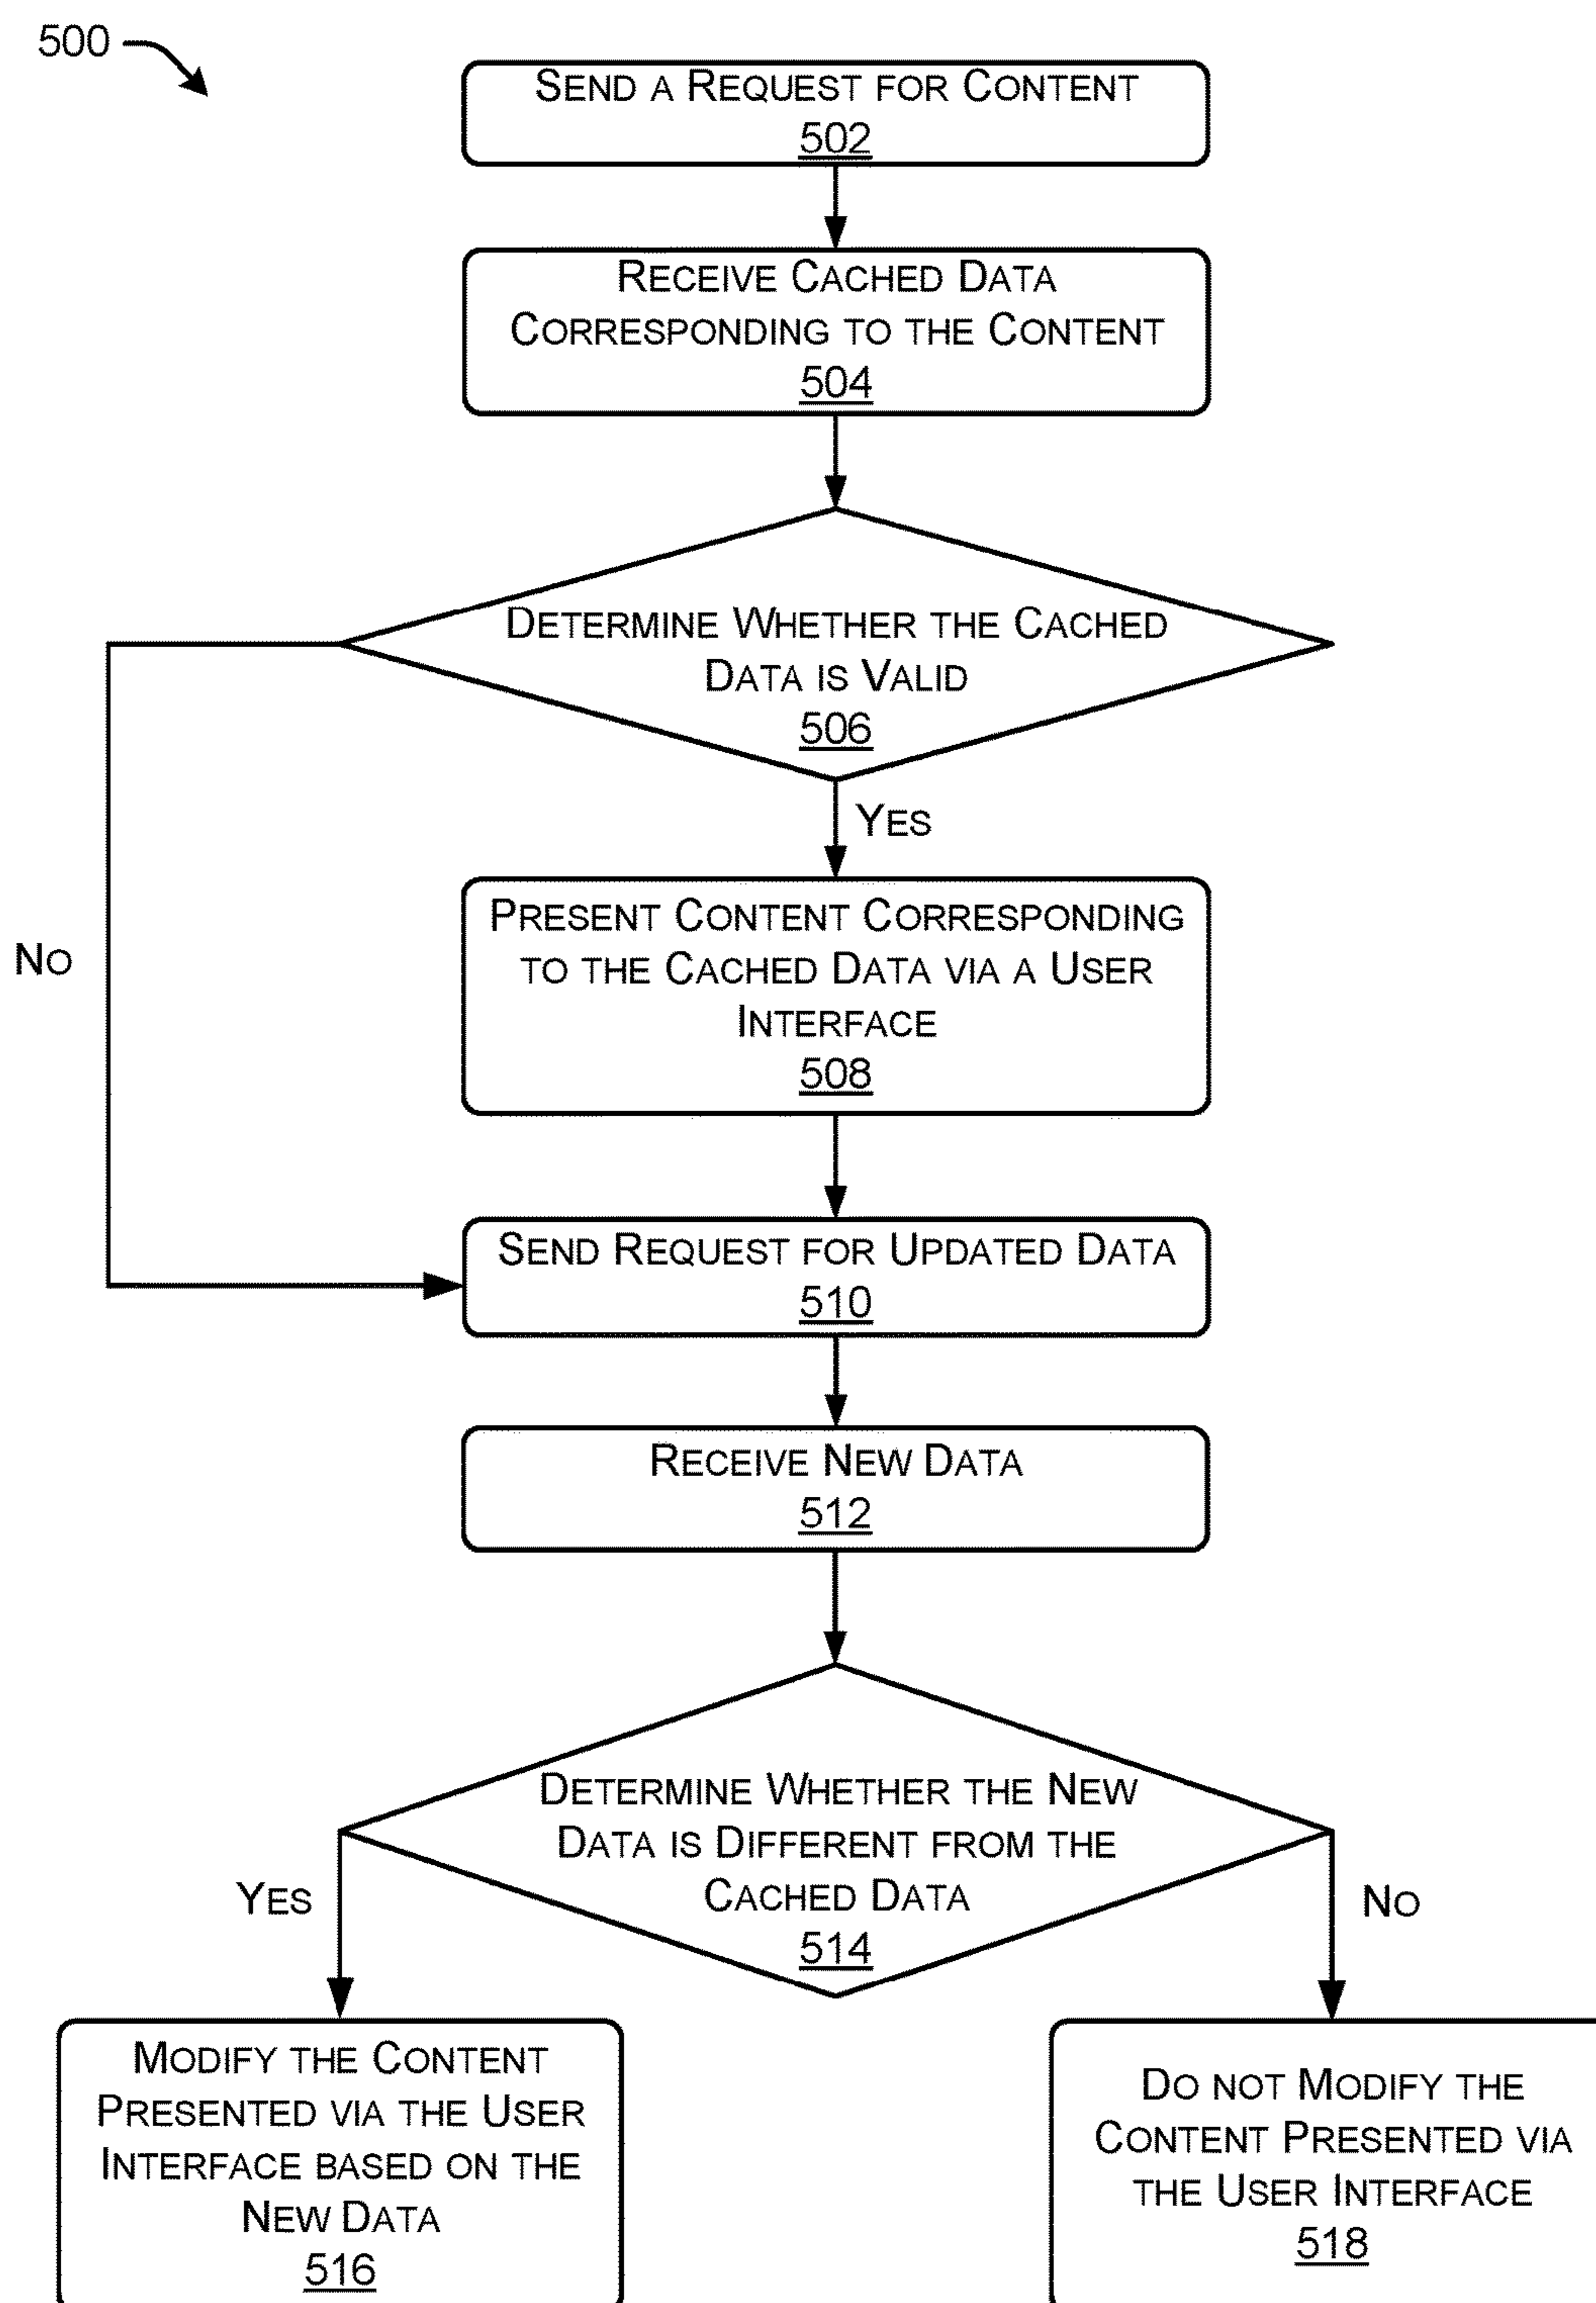 500
Send a Request for Content
502
Receive Cached Data
Corresponding to the Content
504
Determine Whether the Cached
Data is Valid
506
Yes
Present Content Corresponding
to the Cached Data via a User
Interface
508
No
Send Request for Updated Data
510
Receive New Data
512
Determine Whether the New
Data is Different from the
Cached Data
514
Yes
No
Modify the Content
Presented via the User
Interface based on the
New Data
516
Do not Modify the
Content Presented via
the User Interface
518